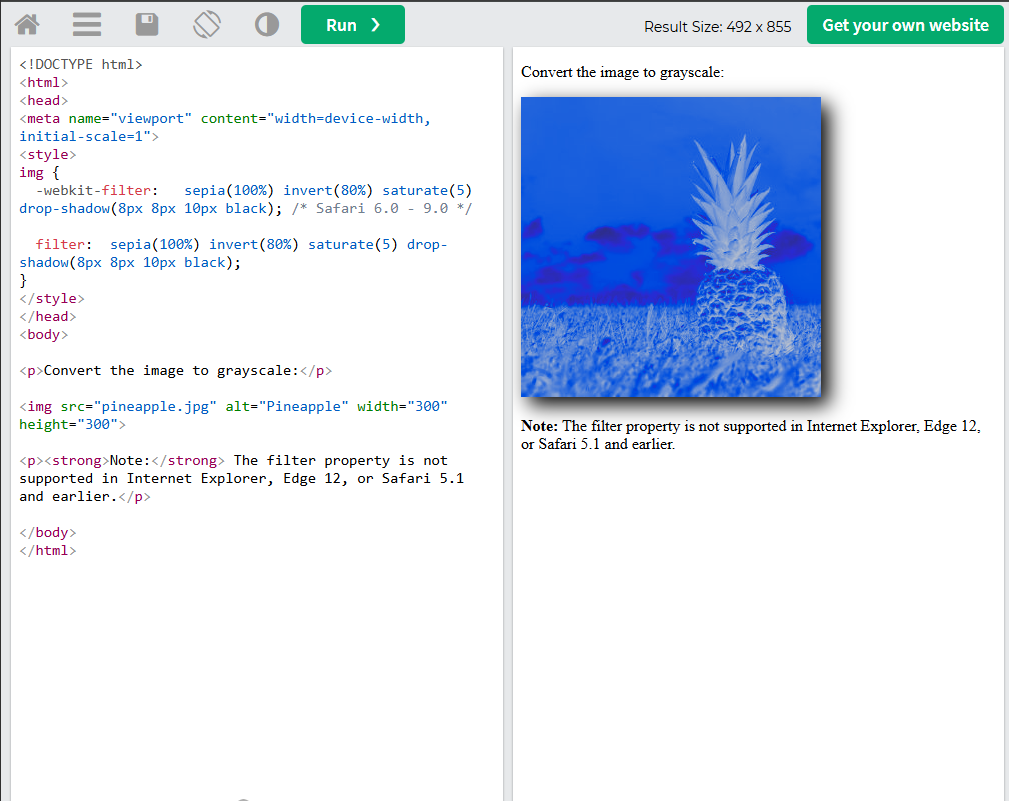 Run ❯
Result Size: 492 x 855
Get your own website
<!DOCTYPE html>
<html>
<head>
<meta name="viewport" content="width=device-width,
initial-scale=1">
<style>
img {
  -webkit-filter:   sepia(100%) invert(80%) saturate(5)
drop-shadow(8px 8px 10px black); /* Safari 6.0 - 9.0 */
  filter:  sepia(100%) invert(80%) saturate(5) drop-
shadow(8px 8px 10px black);
}
</style>
</head>
<body>
<p>Convert the image to grayscale:</p>
<img src="pineapple.jpg" alt="Pineapple" width="300"
height="300">
<p><strong>Note:</strong> The filter property is not
supported in Internet Explorer, Edge 12, or Safari 5.1
and earlier.</p>
</body>
</html>
Convert the image to grayscale:
Note: The filter property is not supported in Internet Explorer, Edge 12,
or Safari 5.1 and earlier.